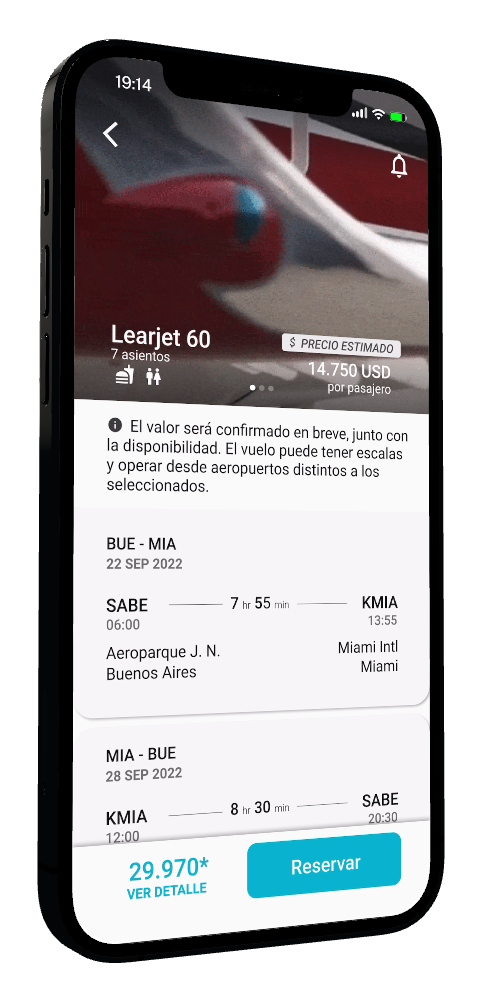 19:14
Learjet 60
7 asientos
$ PRECIO ESTIMADO
14.750 USD
por pasajero
El valor será confirmado en breve, junto con
la disponibilidad. El vuelo puede tener escalas
y operar desde aeropuertos distintos a los
seleccionados.
BUE - MIA
22 SEP 2022
SABE 7 hr 55 min KMIA
06:00 13:55
Aeroparque J. N. Miami Intl
Buenos Aires Miami
MIA - BUE
28 SEP 2022
KMIA 8 hr 30 min SABE
12:00 20:30
29.970*
VER DETALLE
Reservar